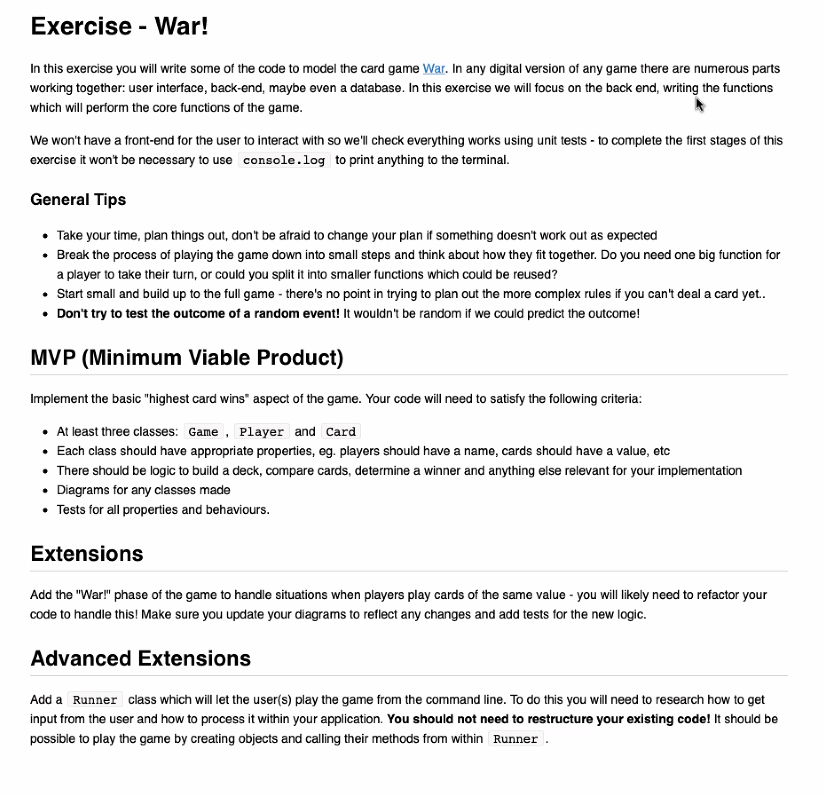 Exercise - War!
In this exercise you will write some of the code to model the card game War. In any digital version of any game there are numerous parts
working together: user interface, back-end, maybe even a database. In this exercise we will focus on the back end, writing the functions
which will perform the core functions of the game.
We won't have a front-end for the user to interact with so we'll check everything works using unit tests - to complete the first stages of this
exercise it won't be necessary to use console.log to print anything to the terminal.
General Tips
• Take your time, plan things out, don't be afraid to change your plan if something doesn't work out as expected
• Break the process of playing the game down into small steps and think about how they fit together. Do you need one big function for
a player to take their turn, or could you split it into smaller functions which could be reused?
• Start small and build up to the full game - there's no point in trying to plan out the more complex rules if you can't deal a card yet..
• Don't try to test the outcome of a random event! It wouldn't be random if we could predict the outcome!
MVP (Minimum Viable Product)
Implement the basic "highest card wins" aspect of the game. Your code will need to satisfy the following criteria:
• At least three classes: Game , Player and Card
• Each class should have appropriate properties, eg. players should have a name, cards should have a value, etc
• There should be logic to build a deck, compare cards, determine a winner and anything else relevant for your implementation
• Diagrams for any classes made
• Tests for all properties and behaviours.
Extensions
Add the "War!" phase of the game to handle situations when players play cards of the same value - you will likely need to refactor your
code to handle this! Make sure you update your diagrams to reflect any changes and add tests for the new logic.
Advanced Extensions
Add a Runner class which will let the user(s) play the game from the command line. To do this you will need to research how to get
input from the user and how to process it within your application. You should not need to restructure your existing code! It should be
possible to play the game by creating objects and calling their methods from within Runner .